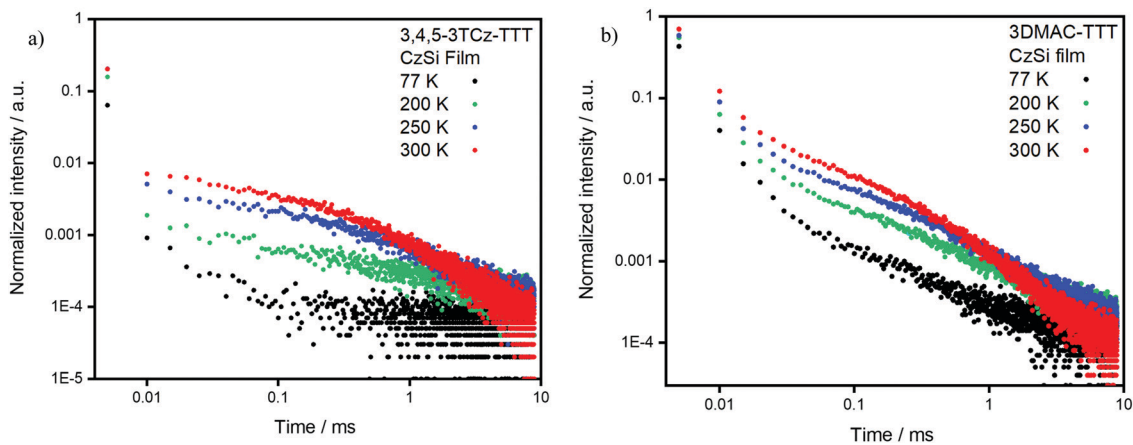 a)
3,4,5-3TCz-TTT
CzSi Film
77 K
200 K
250 K
300 K
1
0.1
0.01
0.001
1E-4
1E-5
0.01
0.1
1
10
Normalized intensity / a.u.
Time / ms
b)
3DMAC-TTT
CzSi film
77 K
200 K
250 K
300 K
1
0.1
0.01
0.001
1E-4
0.01
0.1
1
10
Normalized intensity / a.u.
Time / ms